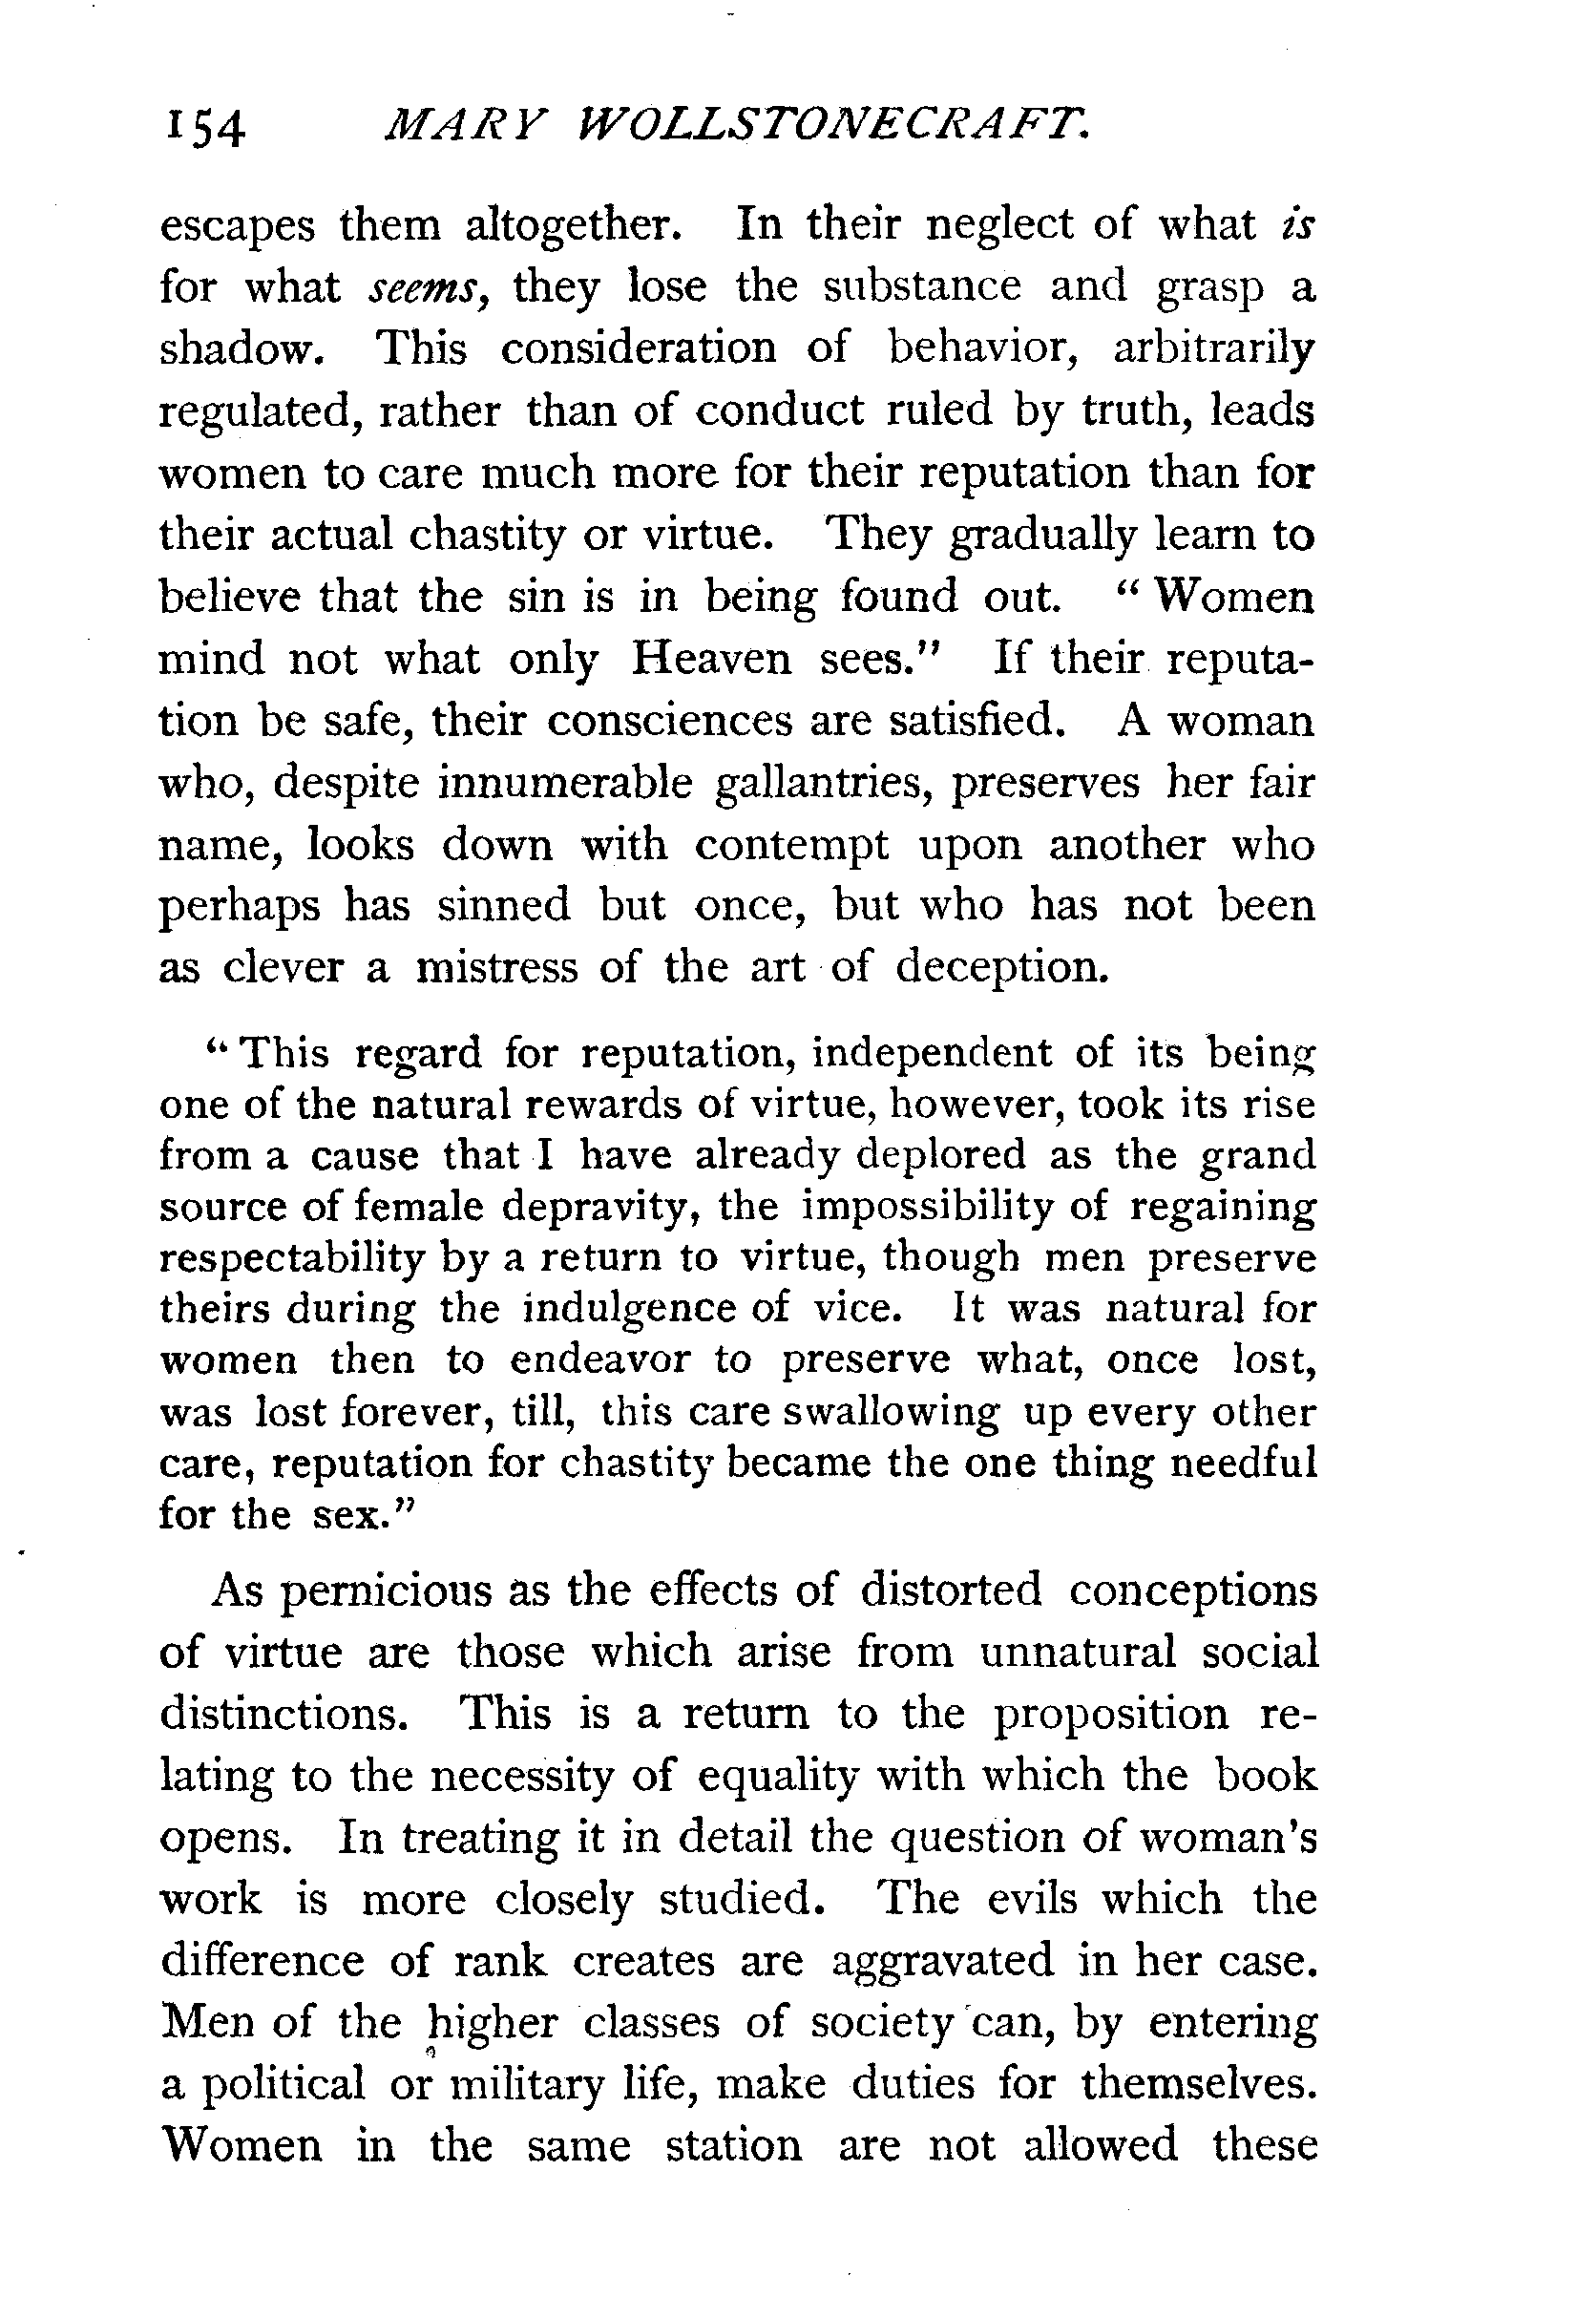 154 MARY WOLLSTONECRAFT.
escapes them altogether. In their neglect of what is
for what seems, they lose the substance and grasp a
shadow. This consideration of behavior, arbitrarily
regulated, rather than of conduct ruled by truth, leads
women to care much more for their reputation than for
their actual chastity or virtue. They gradually learn to
believe that the sin is in being found out. “Women
mind not what only Heaven sees.” If their reputa-
tion be safe, their consciences are satisfied. A woman
who, despite innumerable gallantries, preserves her fair
name, looks down with contempt upon another who
perhaps has sinned but once, but who has not been
as clever a mistress of the art of deception.
“This regard for reputation, independent of its being
one of the natural rewards of virtue, however, took its rise
from a cause that I have already deplored as the grand
source of female depravity, the impossibility of regaining
respectability by a return to virtue, though men preserve
theirs during the indulgence of vice. It was natural for
women then to endeavor to preserve what, once lost,
was lost forever, till, this care swallowing up every other
care, reputation for chastity became the one thing needful
for the sex.”
As pernicious as the effects of distorted conceptions
of virtue are those which arise from unnatural social
distinctions. This is a return to the proposition re-
lating to the necessity of equality with which the book
opens. In treating it in detail the question of woman's
work is more closely studied. The evils which the
difference of rank creates are aggravated in her case.
Men of the higher classes of society can, by entering
a political or military life, make duties for themselves.
Women in the same station are not allowed these